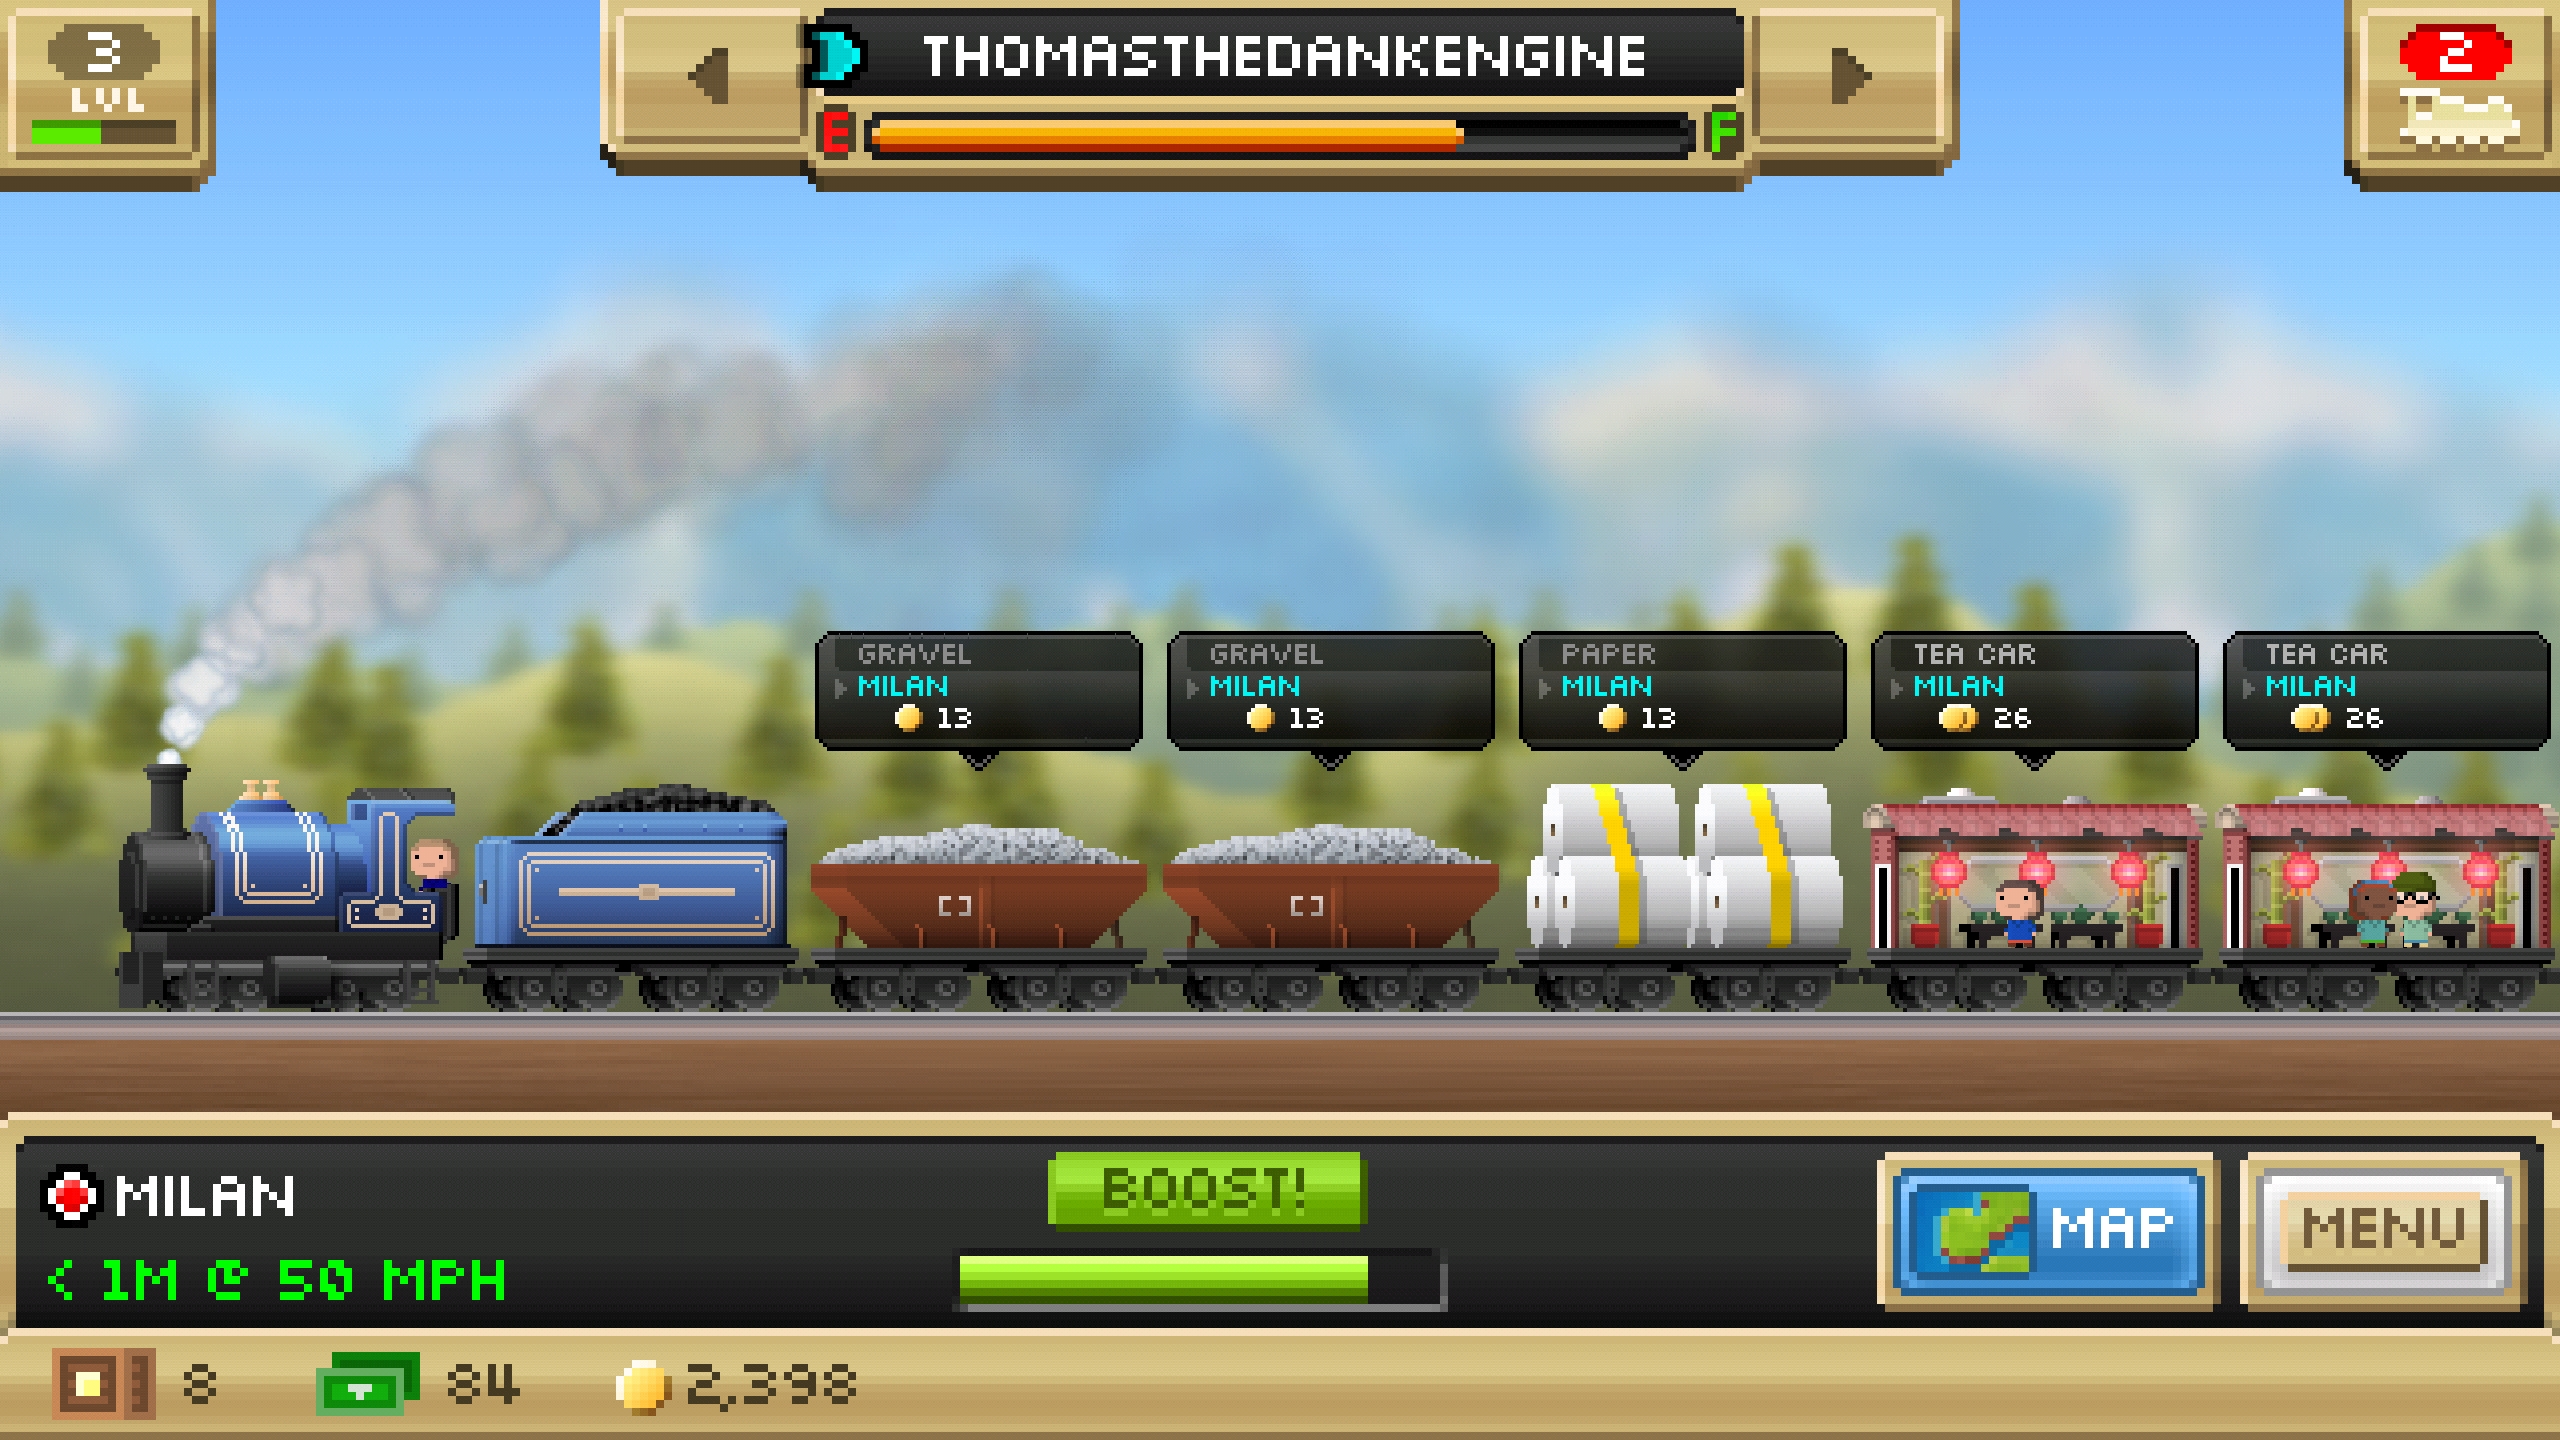 3
LVL
THOMASTHEDANKENGINE
E F
2
GRAVEL
MILAN
13
GRAVEL
MILAN
13
PAPER
MILAN
13
TEA CAR
MILAN
26
TEA CAR
MILAN
26
MILAN
< 1M @ 50 MPH
BOOST!
MAP
MENU
8
84
2,398